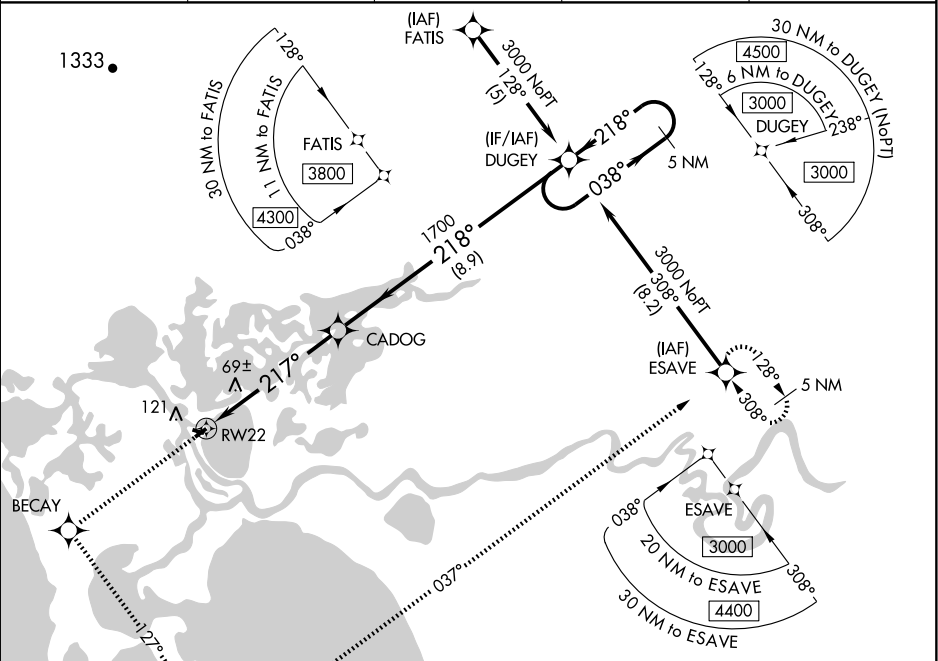 1333
(IAF)
FATIS
3000 NoPT
128°
(5)
128°
30 NM to FATIS
11 NM to FATIS
FATIS
3800
4300
038°
(IF/IAF)
DUGEY
218°
038°
5 NM
30 NM to DUGEY (NoPT)
4500
6 NM to DUGEY
128°
3000
DUGEY
238°
3000
308°
1700
218°
(8.9)
3000 NoPT
308°
(8.2)
CADOG
(IAF)
ESAVE
128°
308°
5 NM
69±
217°
121
RW22
BECAY
127°
037°
038°
ESAVE
3000
20 NM to ESAVE
308°
4400
30 NM to ESAVE